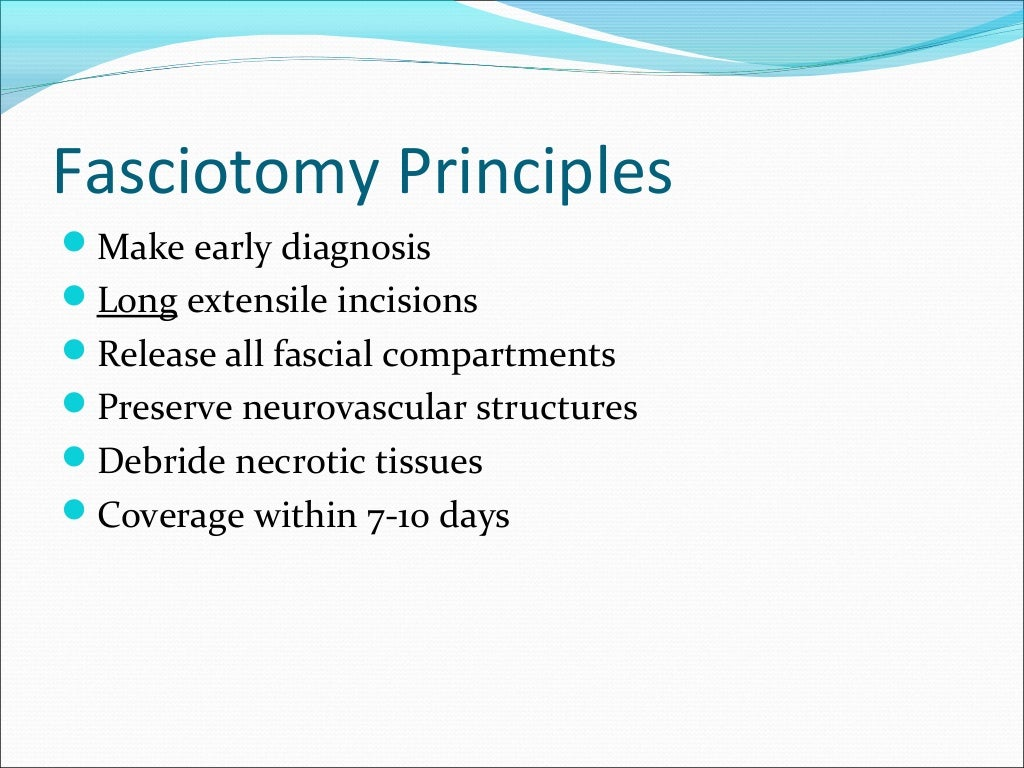 Fasciotomy Principles
Make early diagnosis
Long extensile incisions
Release all fascial compartments
Preserve neurovascular structures
Debride necrotic tissues
Coverage within 7-10 days